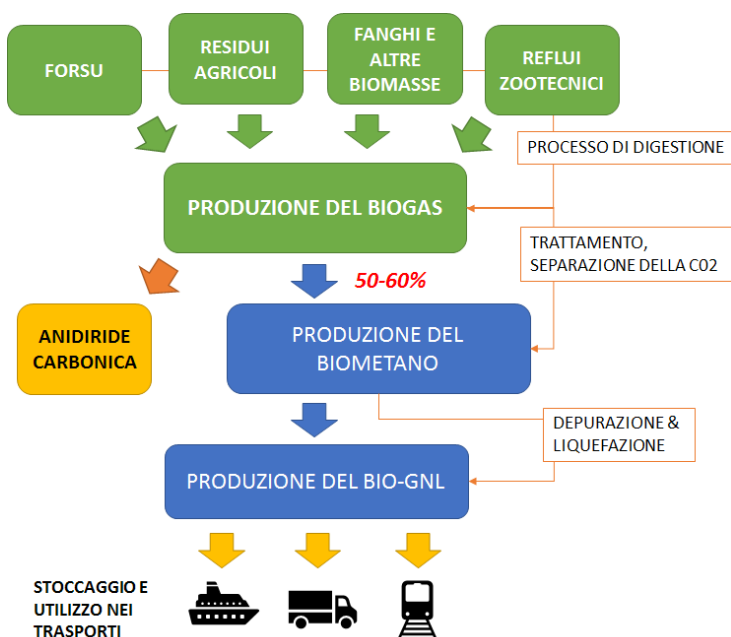 FORSU
RESIDUI
AGRICOLI
FANGHI E
ALTRE
BIOMASSE
REFLUI
ZOOTECNICI
PROCESSO DI DIGESTIONE
PRODUZIONE DEL BIOGAS
TRATTAMENTO,
SEPARAZIONE DELLA C02
50-60%
ANIDIRIDE
CARBONICA
PRODUZIONE DEL
BIOMETANO
DEPURAZIONE &
LIQUEFAZIONE
PRODUZIONE DEL BIO-GNL
STOCCAGGIO E
UTILIZZO NEI
TRASPORTI